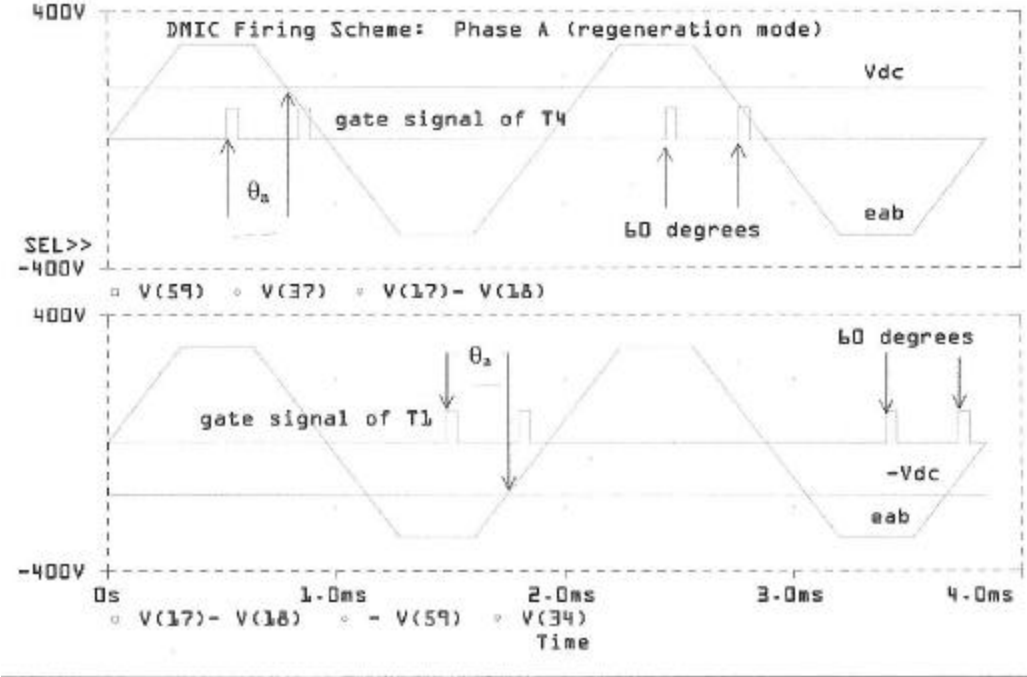 400V
DMIC Firing Scheme: Phase A (regeneration mode)
Vdc
gate signal of T4
θa
60 degrees
eab
SEL>>
-400V
V(59) V(37) V(17)- V(18)
400V
60 degrees
θa
gate signal of T1
-Vdc
eab
-400V
0s 1.0ms 2.0ms 3.0ms 4.0ms
V(17)- V(18) - V(59) V(34)
Time